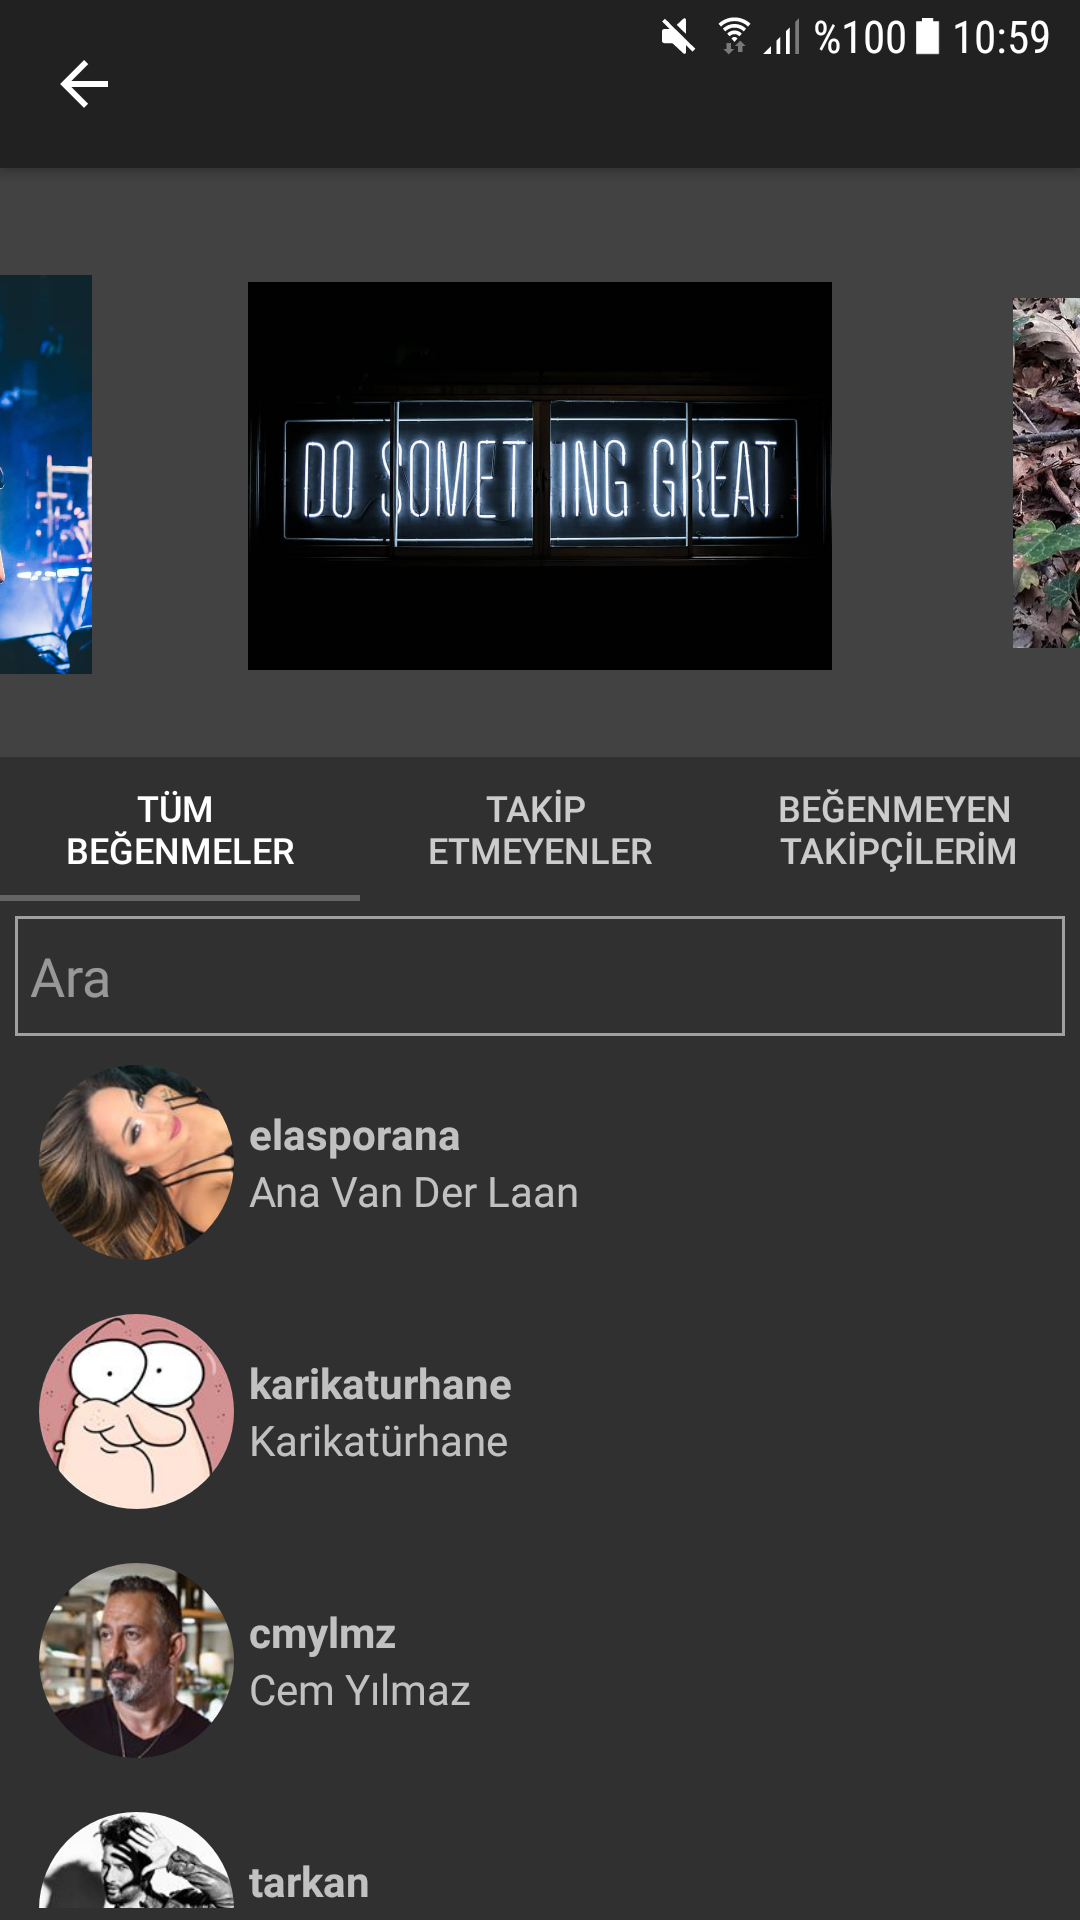 %100 10:59
DO SOMETHING GREAT
TÜM
BEĞENMELER
TAKİP
ETMEYENLER
BEĞENMEYEN
TAKİPÇİLERİM
Ara
elasporana
Ana Van Der Laan
karikaturhane
Karikatürhane
cmylmz
Cem Yılmaz
tarkan